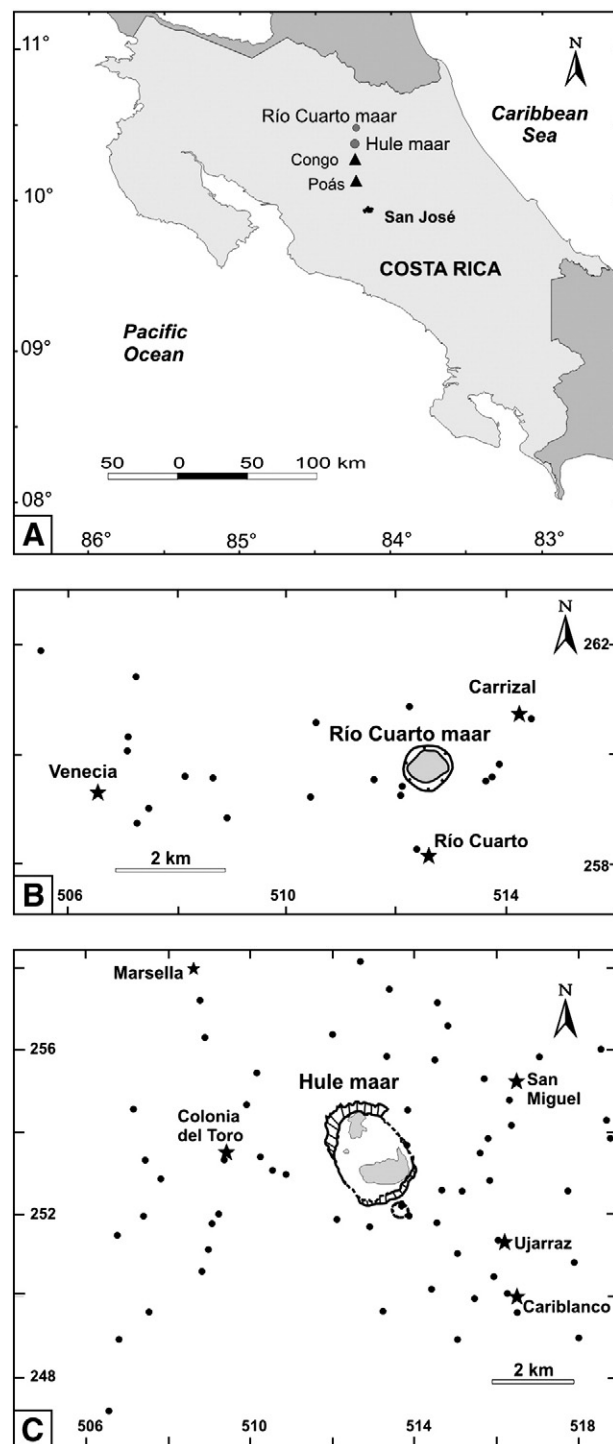 11°
N
Caribbean
Sea
Río Cuarto maar
Hule maar
Congo
Poás
10°
San José
COSTA RICA
Pacific
Ocean
09°
50 0 50 100 km
08°
A
86° 85° 84° 83°
N
262
Carrizal
Río Cuarto maar
Venecia
Río Cuarto
2 km
258
B
506 510 514
Marsella
N
256
Hule maar
San
Miguel
Colonia
del Toro
252
Ujarraz
Cariblanco
248
2 km
C
506 510 514 518